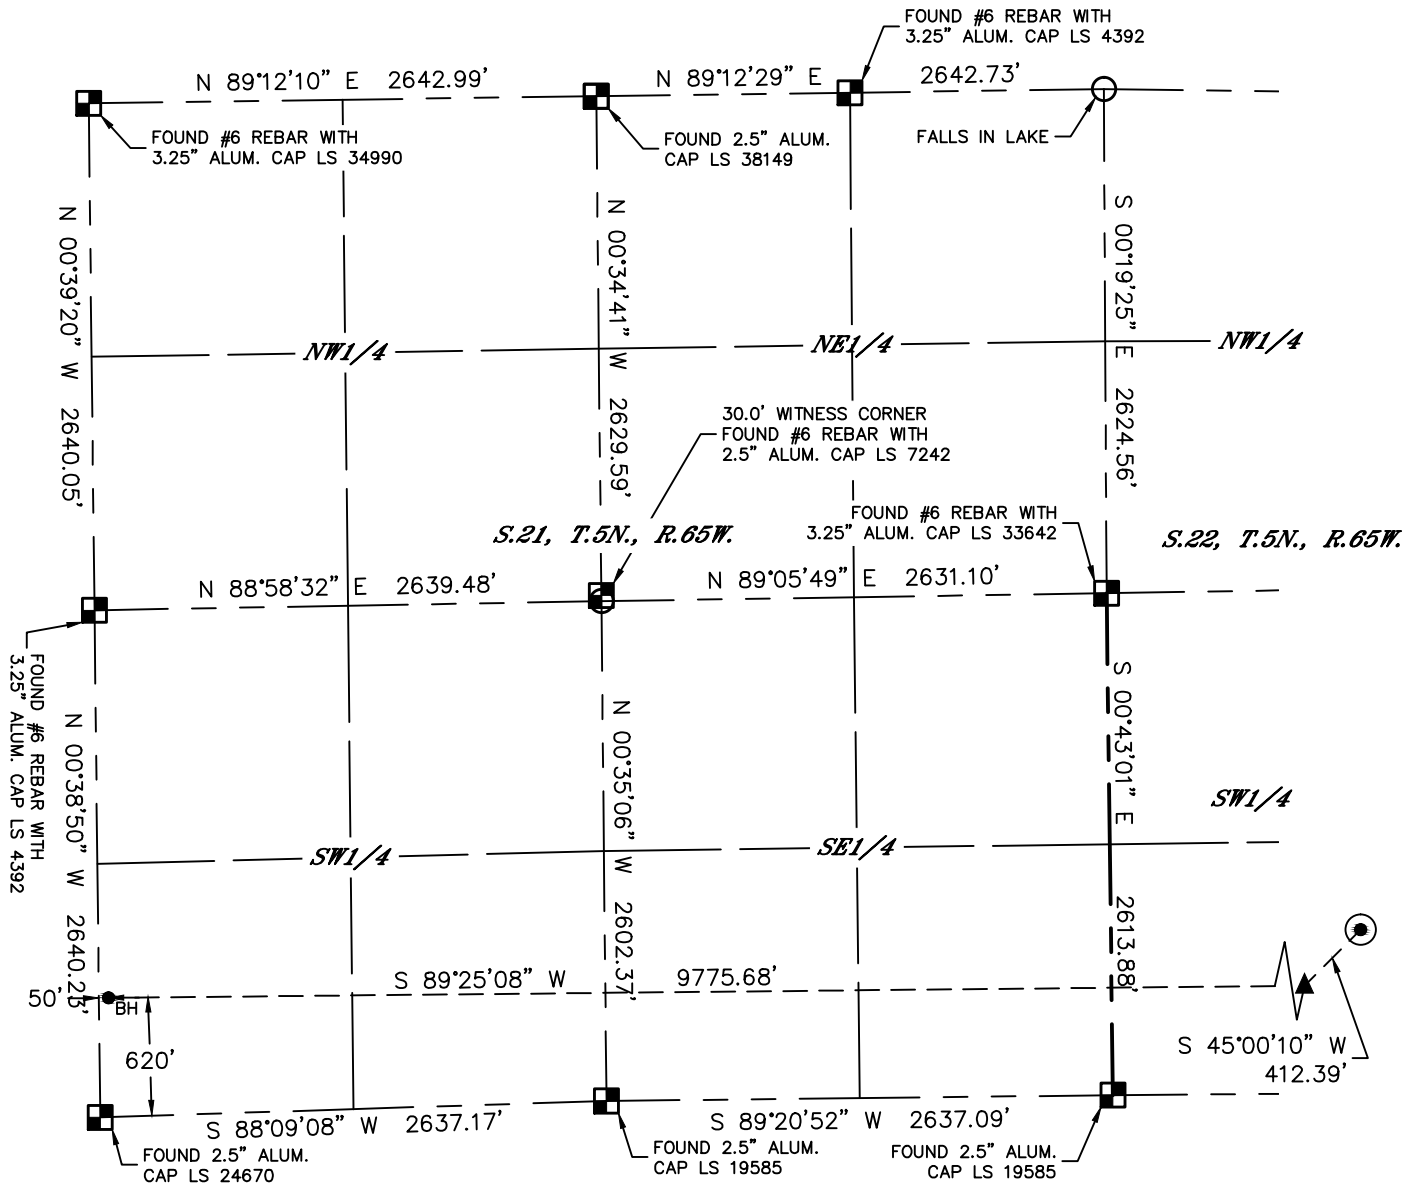 FOUND #6 REBAR WITH
3.25" ALUM. CAP LS 4392
N 89°12'10" E 2642.99'
N 89°12'29" E 2642.73'
FOUND #6 REBAR WITH
3.25" ALUM. CAP LS 34990
FOUND 2.5" ALUM.
CAP LS 38149
FALLS IN LAKE
N 00°39'20" W 2640.05'
N 00°34'41" W 2629.59'
S 00°19'25" E 2624.56'
NW1/4
NE1/4
NW1/4
30.0' WITNESS CORNER
FOUND #6 REBAR WITH
2.5" ALUM. CAP LS 7242
S.21, T.5N., R.65W.
FOUND #6 REBAR WITH
3.25" ALUM. CAP LS 33642
S.22, T.5N., R.65W.
N 88°58'32" E 2639.48'
N 89°05'49" E 2631.10'
FOUND #6 REBAR WITH
3.25" ALUM. CAP LS 4392
N 00°38'50" W 2640.23'
N 00°35'06" W 2602.37'
S 00°43'01" E 2613.88'
SW1/4
SE1/4
SW1/4
S 89°25'08" W 9775.68'
50'
BH
620'
S 45°00'10" W
412.39'
S 88°09'08" W 2637.17'
S 89°20'52" W 2637.09'
FOUND 2.5" ALUM.
CAP LS 24670
FOUND 2.5" ALUM.
CAP LS 19585
FOUND 2.5" ALUM.
CAP LS 19585